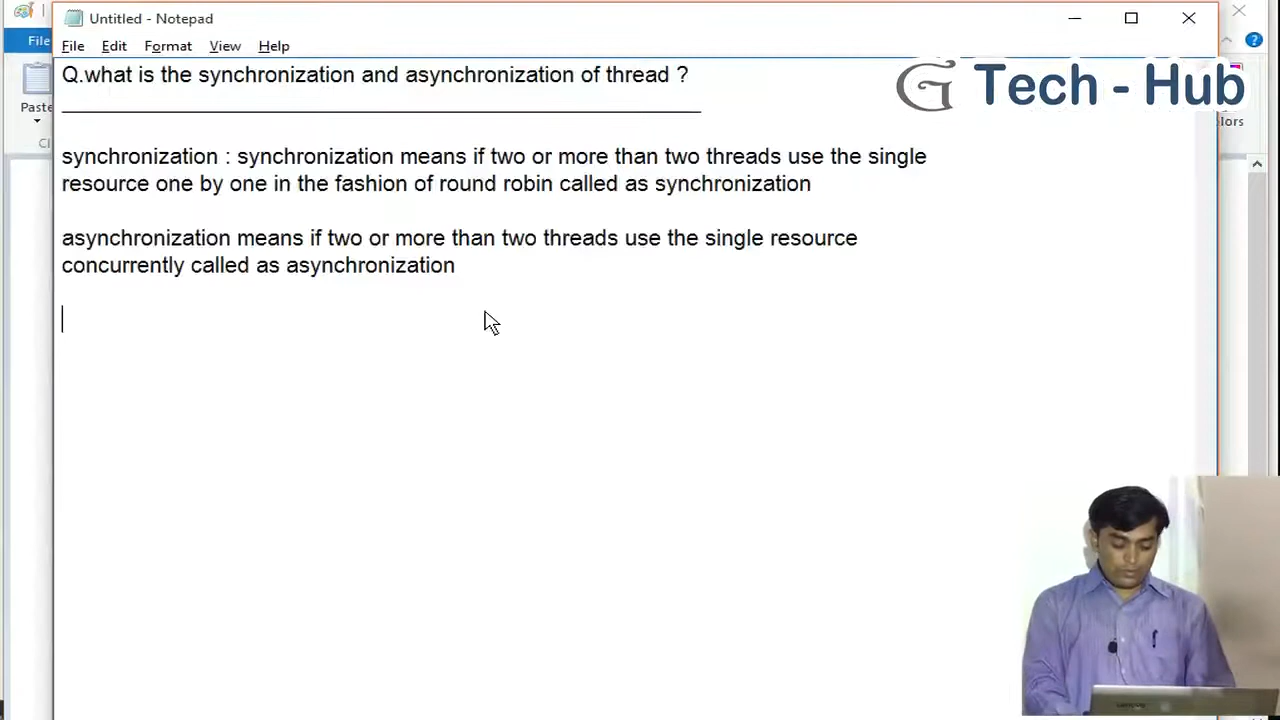 Untitled - Notepad
File Edit Format View Help
File
Paste
Q.what is the synchronization and asynchronization of thread ?
G Tech - Hub
synchronization : synchronization means if two or more than two threads use the single
resource one by one in the fashion of round robin called as synchronization
asynchronization means if two or more than two threads use the single resource
concurrently called as asynchronization